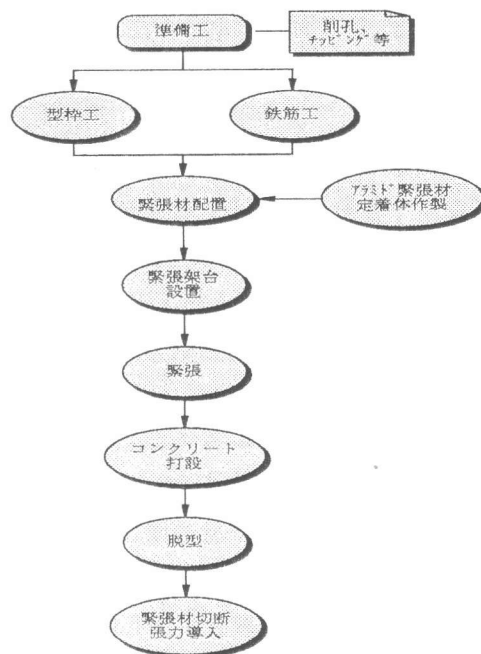 準備工
削孔、
ﾁｯﾋﾟﾝｸﾞ等
型枠工
鉄筋工
緊張材配置
ｱﾗﾐﾄﾞ緊張材
定着体作製
緊張架台
設置
緊張
コンクリート
打設
脱型
緊張材切断
張力導入